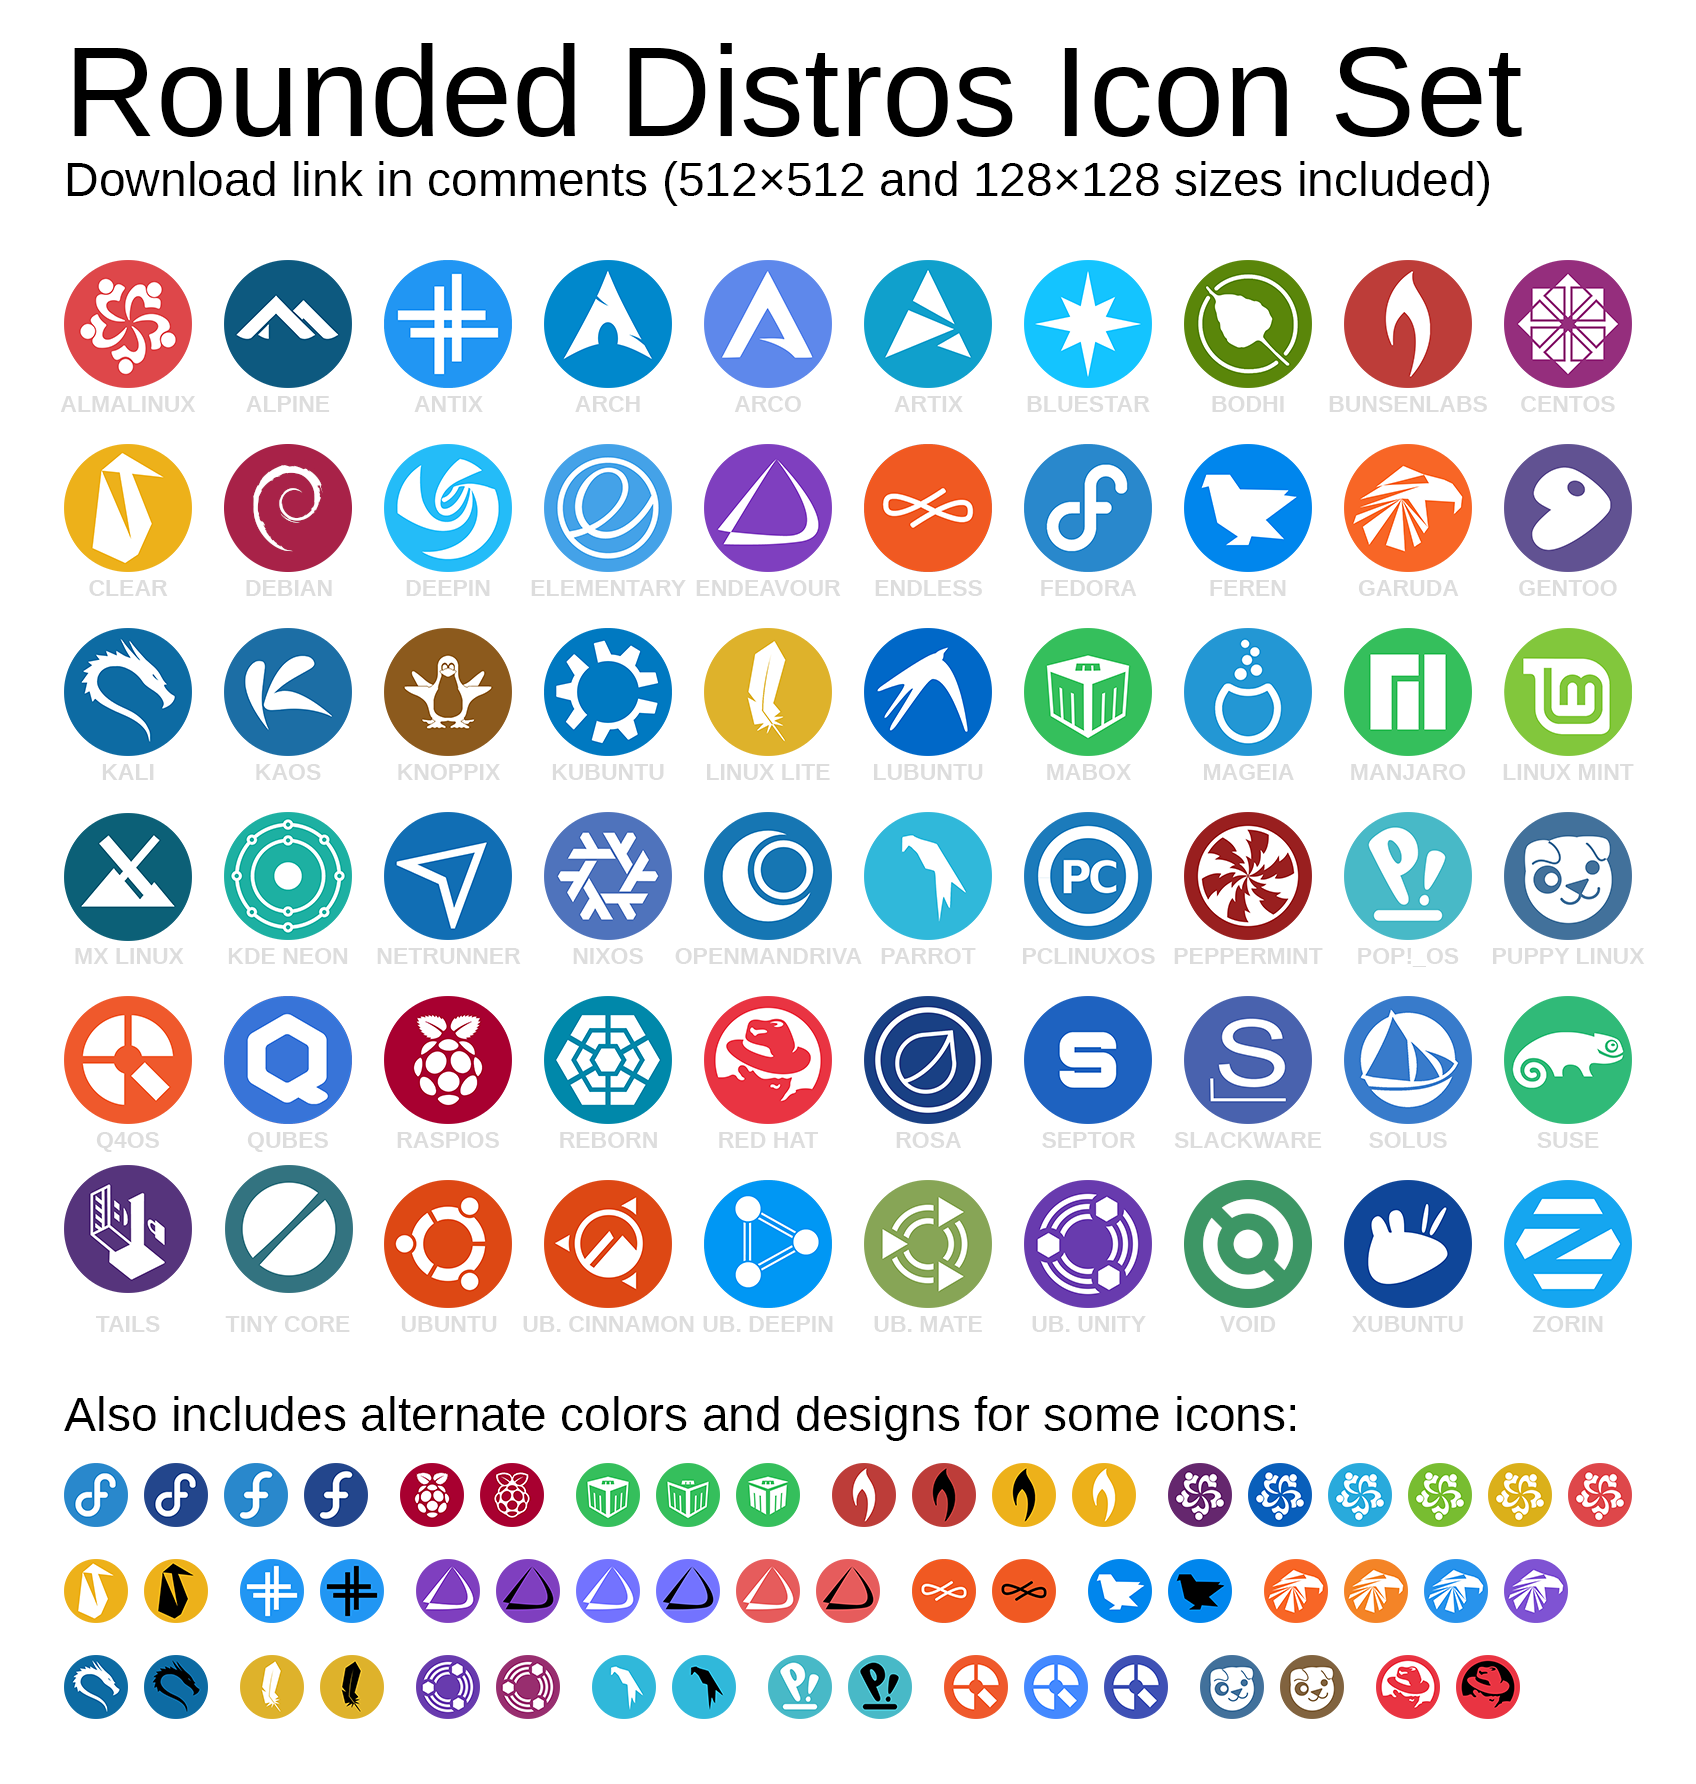 Rounded Distros Icon Set
Download link in comments (512×512 and 128×128 sizes included)
ALMALINUX ALPINE ANTIX ARCH ARCO ARTIX BLUESTAR BODHI BUNSENLABS CENTOS
CLEAR DEBIAN DEEPIN ELEMENTARY ENDEAVOUR ENDLESS FEDORA FEREN GARUDA GENTOO
KALI KAOS KNOPPIX KUBUNTU LINUX LITE LUBUNTU MABOX MAGEIA MANJARO LINUX MINT
PC
MX LINUX KDE NEON NETRUNNER NIXOS OPENMANDRIVA PARROT PCLINUXOS PEPPERMINT POP!_OS PUPPY LINUX
S S
Q4OS QUBES RASPIOS REBORN RED HAT ROSA SEPTOR SLACKWARE SOLUS SUSE
TAILS TINY CORE UBUNTU UB. CINNAMON UB. DEEPIN UB. MATE UB. UNITY VOID XUBUNTU ZORIN
Also includes alternate colors and designs for some icons: